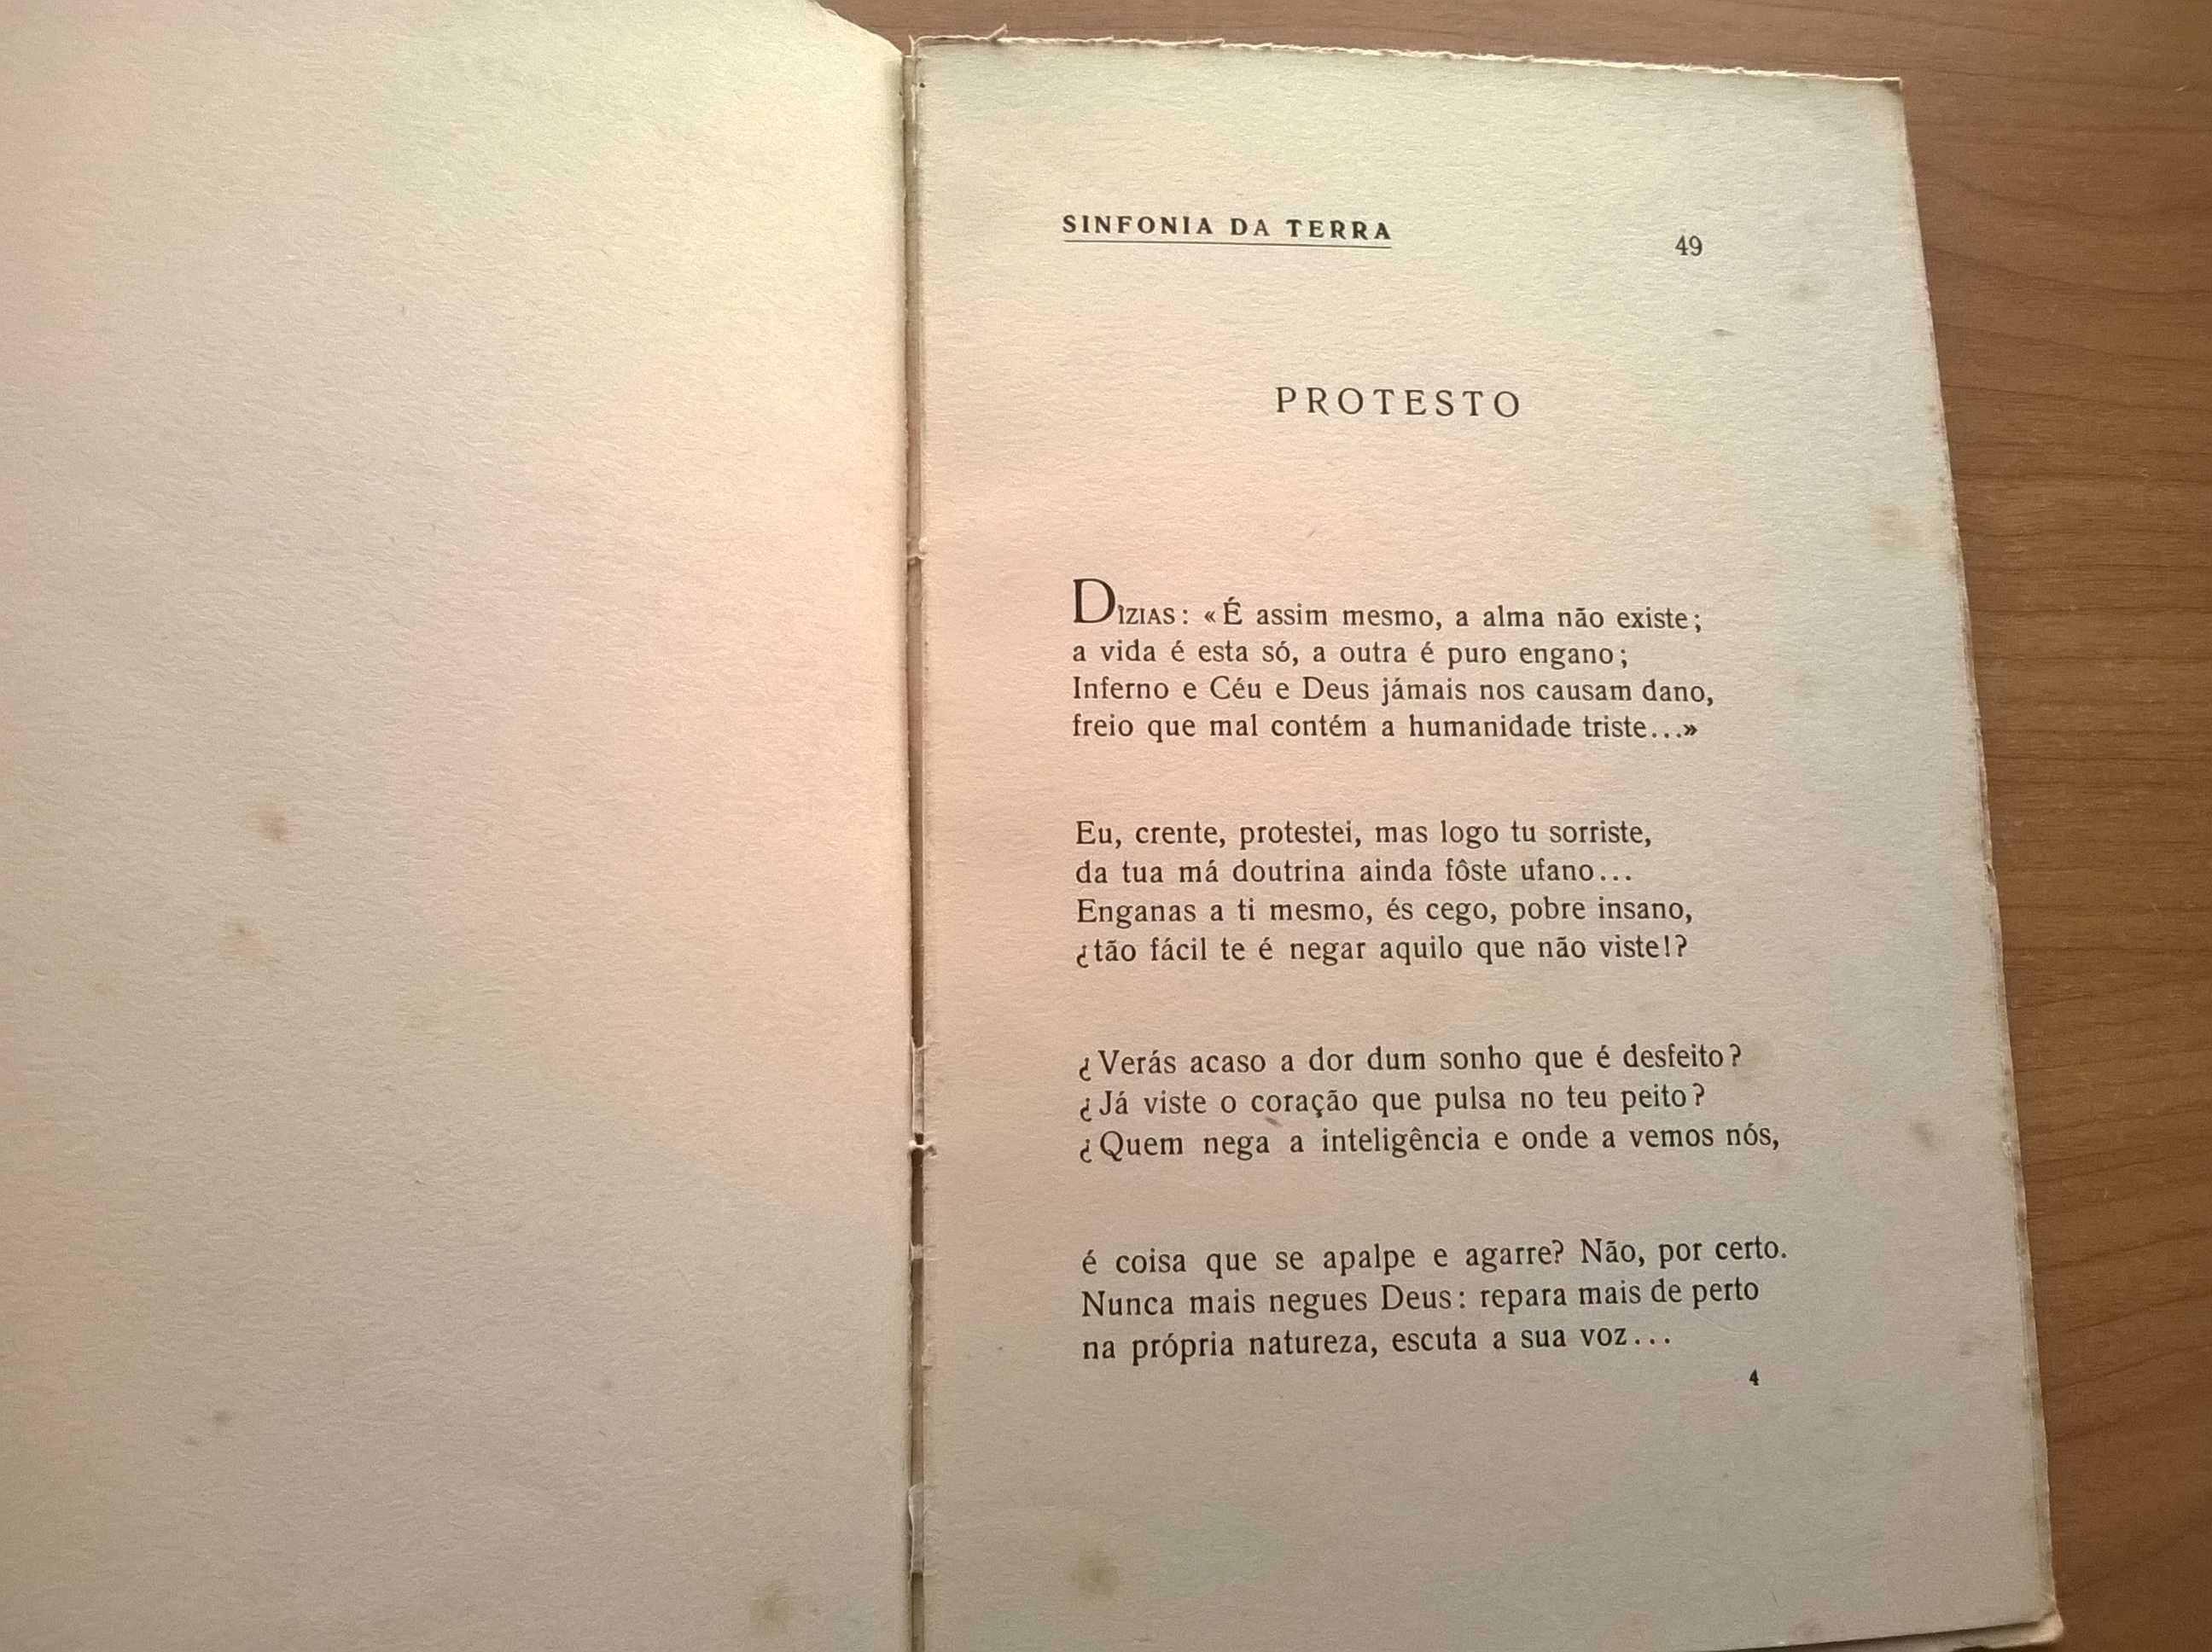 SINFONIA DA TERRA
49
PROTESTO
DÌZIAS: «É assim mesmo, a alma não existe;
a vida é esta só, a outra é puro engano;
Inferno e Céu e Deus jámais nos causam dano,
freio que mal contém a humanidade triste...»
Eu, crente, protestei, mas logo tu sorriste,
da tua má doutrina ainda fôste ufano...
Enganas a ti mesmo, és cego, pobre insano,
¿tão fácil te é negar aquilo que não viste!?
¿Verás acaso a dor dum sonho que é desfeito?
¿Já viste o coração que pulsa no teu peito?
¿Quem nega a inteligência e onde a vemos nós,
é coisa que se apalpe e agarre? Não, por certo.
Nunca mais negues Deus: repara mais de perto
na própria natureza, escuta a sua voz...
4